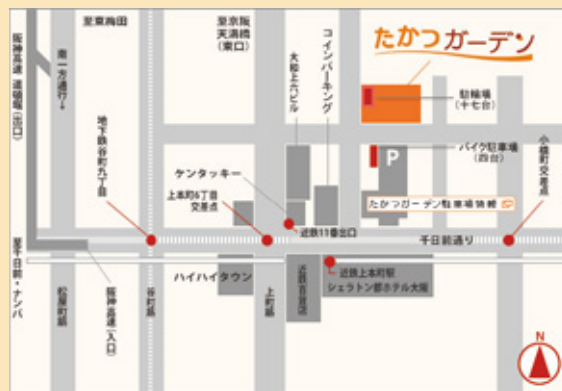 至東梅田
至京阪
天満橋
(東口)
阪神高速 道頓堀(出口)
南一方通行→
地下鉄谷町九丁目
大和上六ビル
コインパーキング
たかつガーデン
駐輪場
(十七台)
バイク駐車場
(四台)
P
小橋町交差点
ケンタッキー
上本町6丁目
交差点
近鉄11番出口
たかつガーデン駐車場情報
千日前通り
至千日前・ナンバ
松屋町筋
阪神高速(入口)
谷町筋
ハイハイタウン
上町筋
近鉄百貨店
近鉄上本町駅
シェラトン都ホテル大阪
N